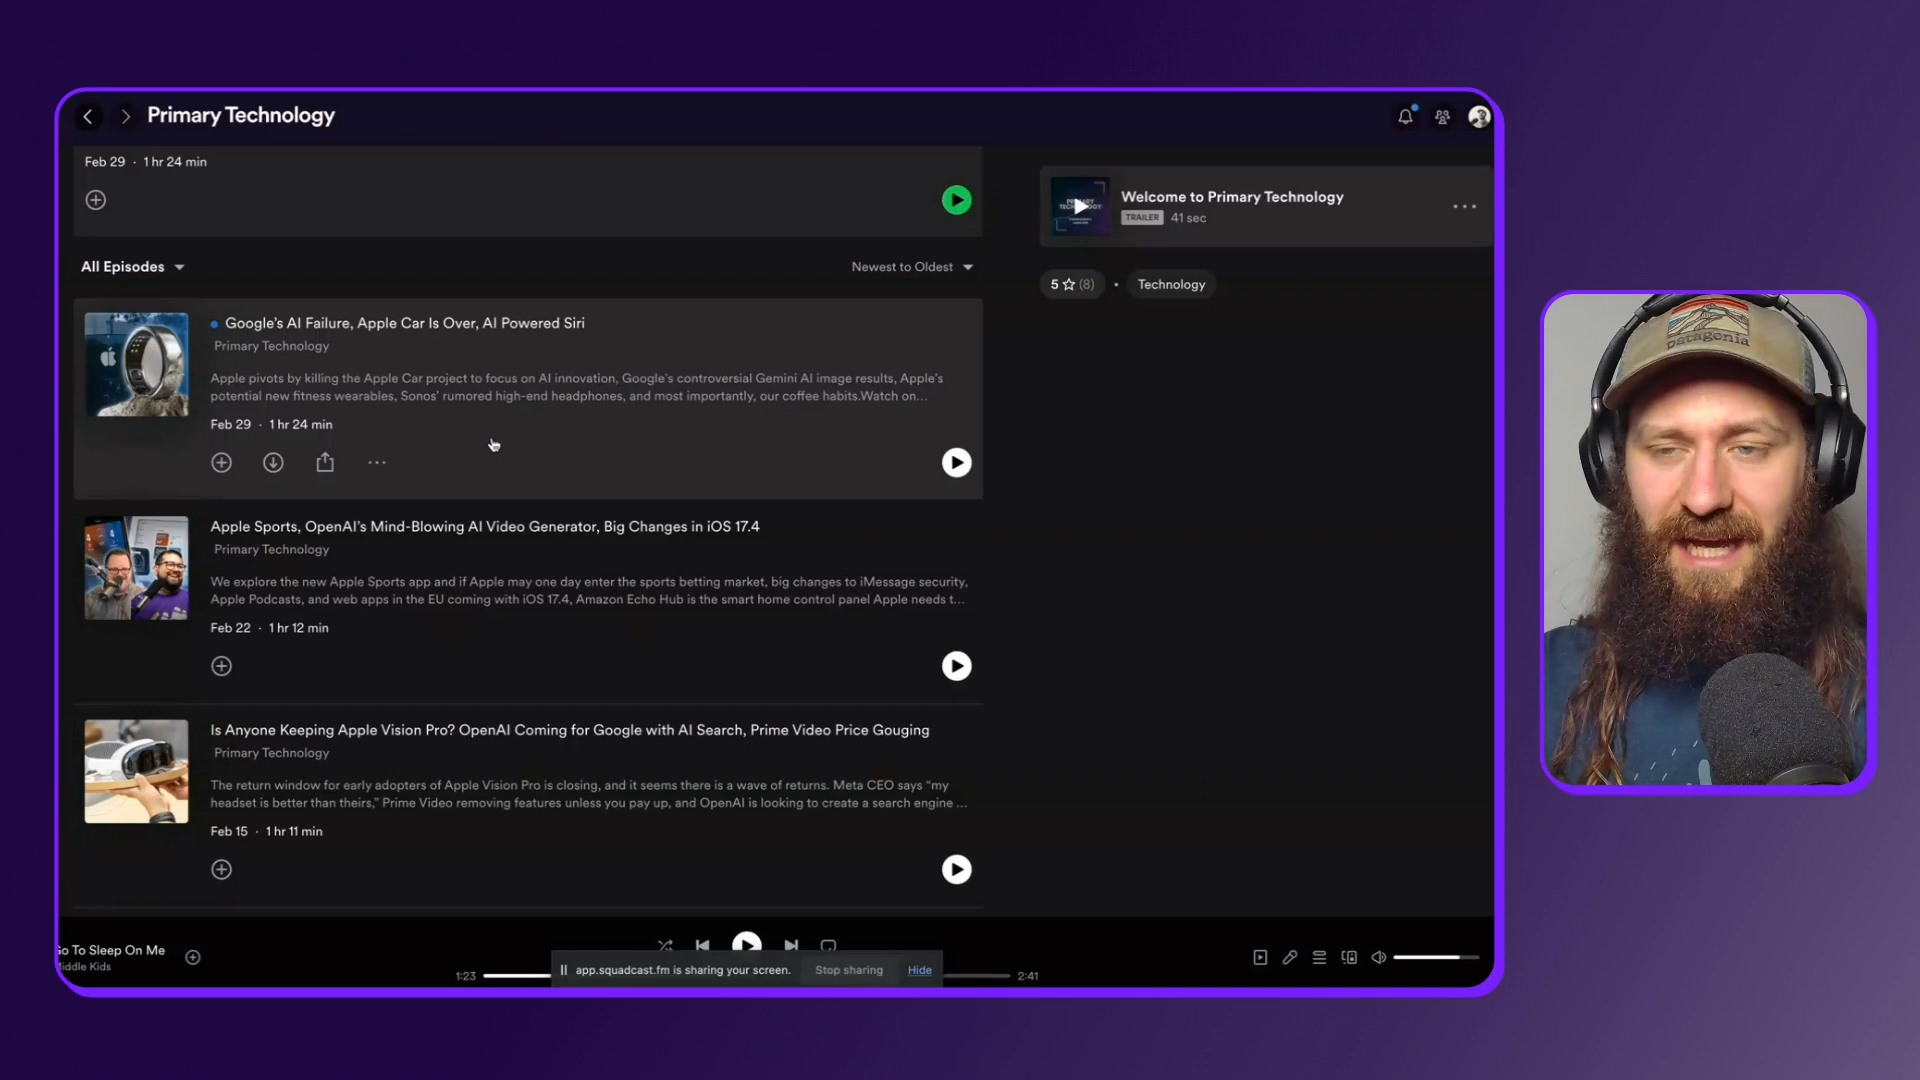 Primary Technology
Feb 29 · 1 hr 24 min
Welcome to Primary Technology
TRAILER 41 sec
5 (8) • Technology
All Episodes
Newest to Oldest
Google's AI Failure, Apple Car Is Over, AI Powered Siri
Primary Technology
Apple pivots by killing the Apple Car project to focus on AI innovation, Google's controversial Gemini AI image results, Apple's
potential new fitness wearables, Sonos' rumored high-end headphones, and most importantly, our coffee habits.Watch on...
Feb 29 · 1 hr 24 min
Apple Sports, OpenAI's Mind-Blowing AI Video Generator, Big Changes in iOS 17.4
Primary Technology
We explore the new Apple Sports app and if Apple may one day enter the sports betting market, big changes to iMessage security,
Apple Podcasts, and web apps in the EU coming with iOS 17.4, Amazon Echo Hub is the smart home control panel Apple needs t...
Feb 22 · 1 hr 12 min
Is Anyone Keeping Apple Vision Pro? OpenAI Coming for Google with AI Search, Prime Video Price Gouging
Primary Technology
The return window for early adopters of Apple Vision Pro is closing, and it seems there is a wave of returns. Meta CEO says "my
headset is better than theirs," Prime Video removing features unless you pay up, and OpenAI is looking to create a search engine ...
Feb 15 · 1 hr 11 min
Go To Sleep On Me
Middle Kids
1:23
app.squadcast.fm is sharing your screen. Stop sharing Hide
2:41
patagonia